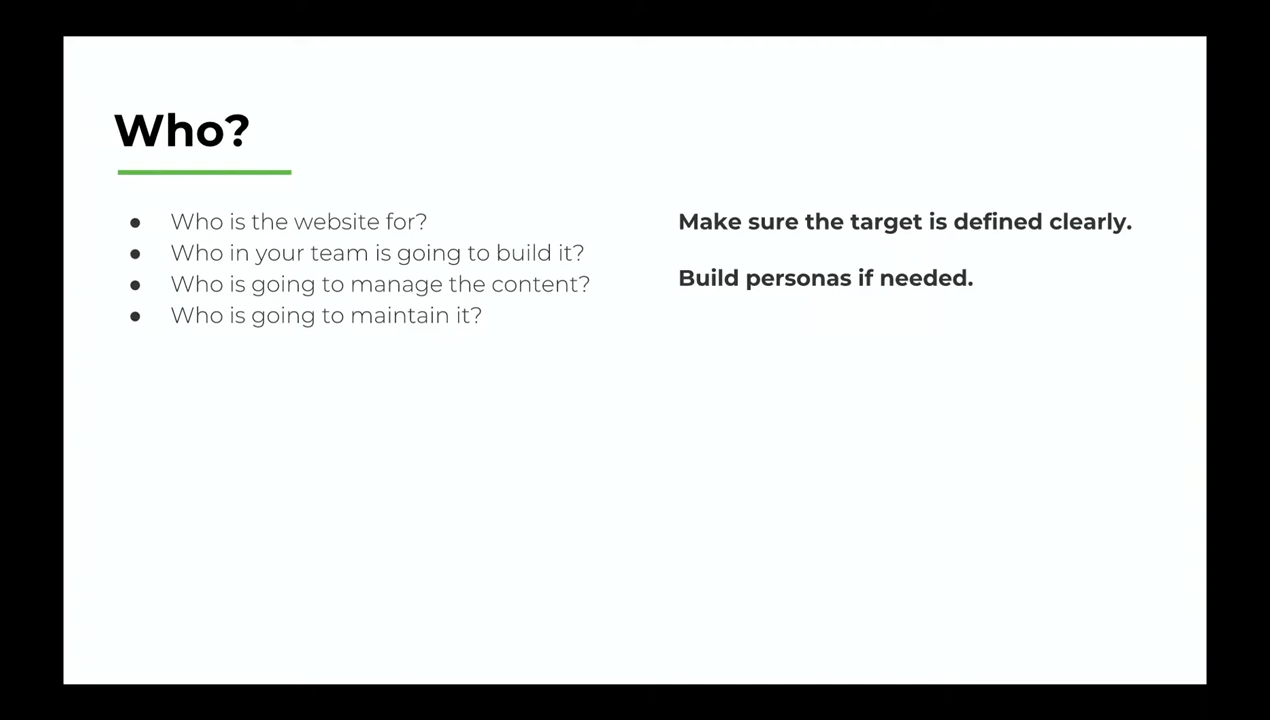 Who?
● Who is the website for?
● Who in your team is going to build it?
● Who is going to manage the content?
● Who is going to maintain it?
Make sure the target is defined clearly.
Build personas if needed.